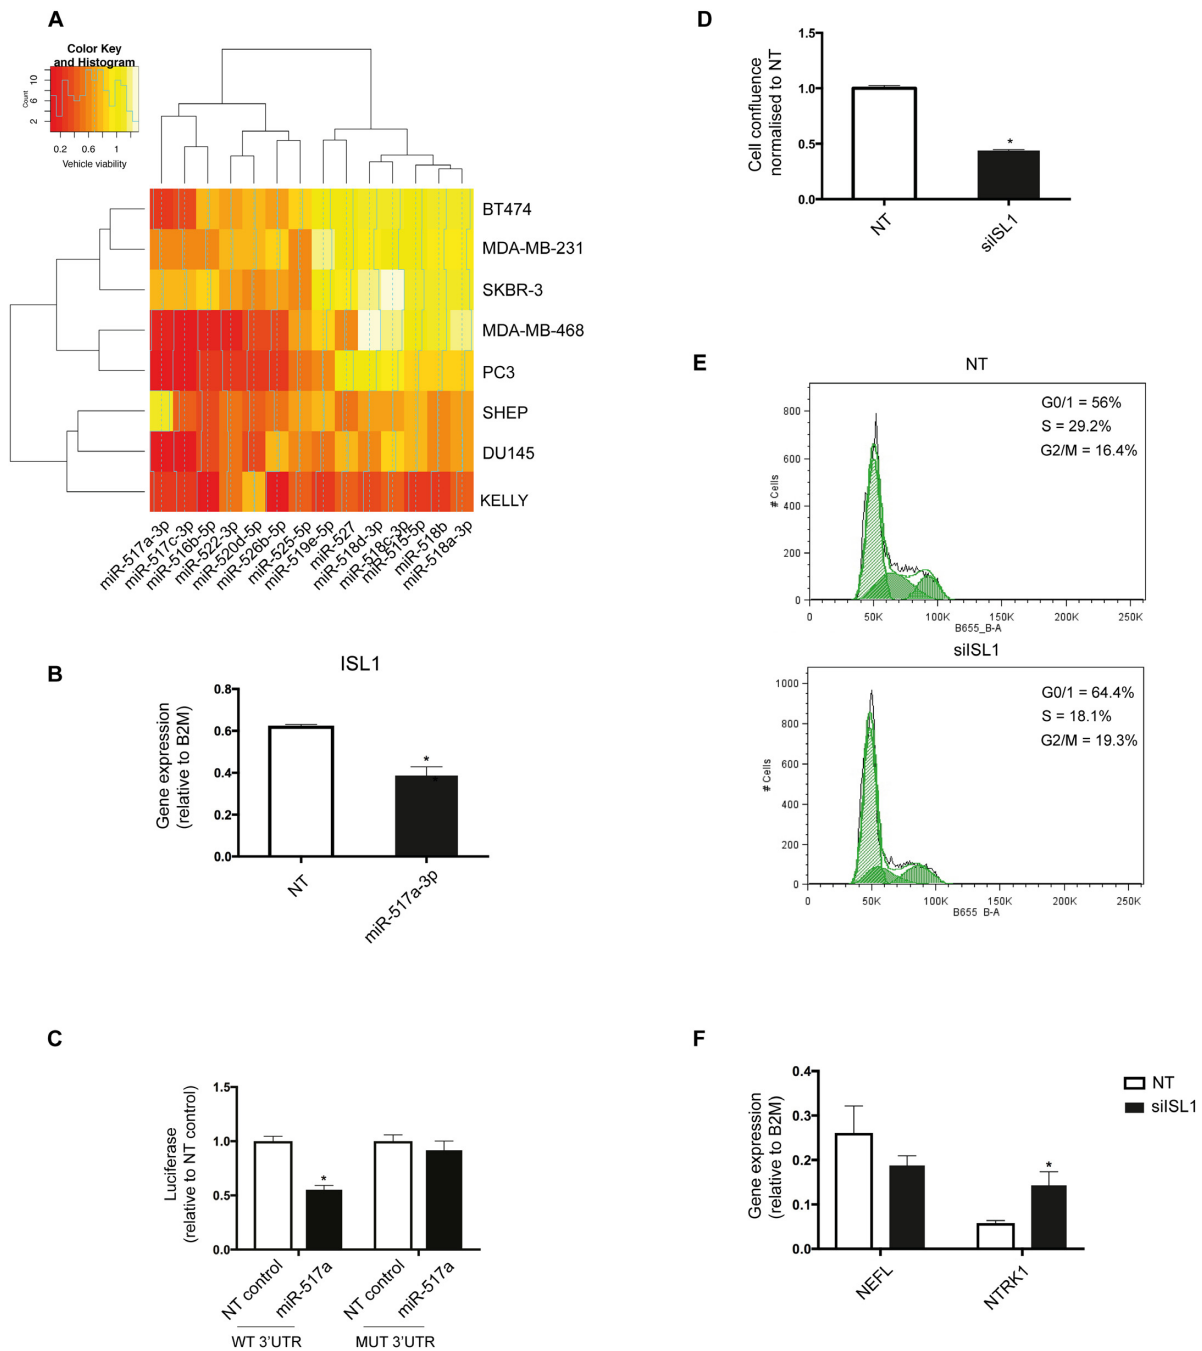 A
Color Key
and Histogram
Count
2 6 10
0.2 0.6 1
Vehicle viability
BT474
MDA-MB-231
SKBR-3
MDA-MB-468
PC3
SHEP
DU145
KELLY
miR-517a-3p
miR-517c-3p
miR-516b-5p
miR-522-3p
miR-520d-5p
miR-526b-5p
miR-525-5p
miR-519e-5p
miR-527
miR-518d-3p
miR-518c-3p
miR-515-5p
miR-518b
miR-518a-3p
B
ISL1
Gene expression
(relative to B2M)
0.8
0.6
0.4
0.2
0.0
*
NT
miR-517a-3p
C
Luciferase
(relative to NT control)
1.5
1.0
0.5
0.0
*
NT control
miR-517a
NT control
miR-517a
WT 3'UTR
MUT 3'UTR
D
Cell confluence
normalised to NT
1.5
1.0
0.5
0.0
*
NT
siISL1
E
NT
G0/1 = 56%
S = 29.2%
G2/M = 16.4%
# Cells
800
600
400
200
0
0 50K 100K 150K 200K 250K
B655_B-A
siISL1
G0/1 = 64.4%
S = 18.1%
G2/M = 19.3%
# Cells
1000
800
600
400
200
0
0 50K 100K 150K 200K 250K
B655 B-A
F
Gene expression
(relative to B2M)
0.4
0.3
0.2
0.1
0.0
*
NEFL
NTRK1
NT
siISL1